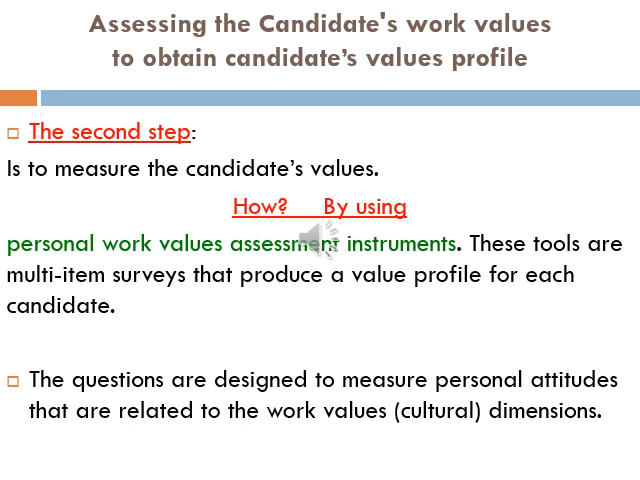 Assessing the Candidate's work values
to obtain candidate’s values profile
The second step:
Is to measure the candidate’s values.
How? By using
personal work values assessment instruments. These tools are
multi-item surveys that produce a value profile for each
candidate.
The questions are designed to measure personal attitudes
that are related to the work values (cultural) dimensions.